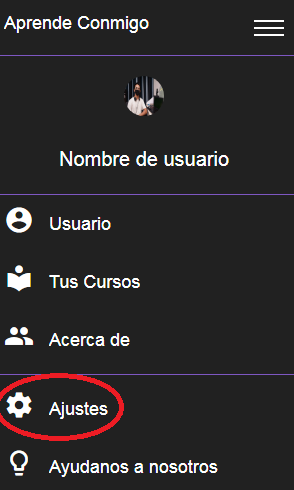 Aprende Conmigo
Nombre de usuario
Usuario
Tus Cursos
Acerca de
Ajustes
Ayudanos a nosotros